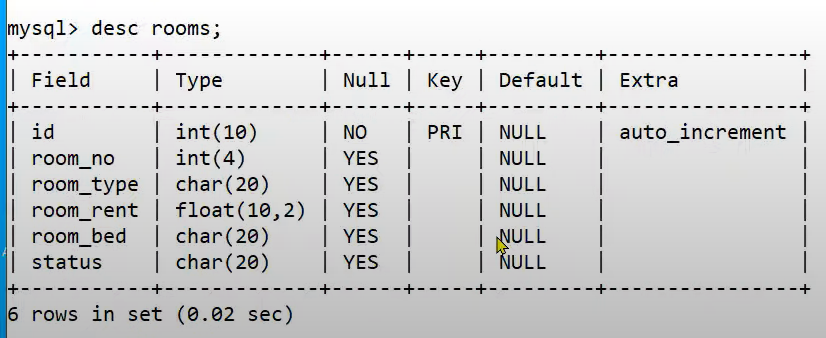 mysql> desc rooms;
+-----------+-------------+------+-----+---------+----------------+
| Field     | Type        | Null | Key | Default | Extra          |
+-----------+-------------+------+-----+---------+----------------+
| id        | int(10)     | NO   | PRI | NULL    | auto_increment |
| room_no   | int(4)      | YES  |     | NULL    |                |
| room_type | char(20)    | YES  |     | NULL    |                |
| room_rent | float(10,2) | YES  |     | NULL    |                |
| room_bed  | char(20)    | YES  |     | NULL    |                |
| status    | char(20)    | YES  |     | NULL    |                |
+-----------+-------------+------+-----+---------+----------------+
6 rows in set (0.02 sec)